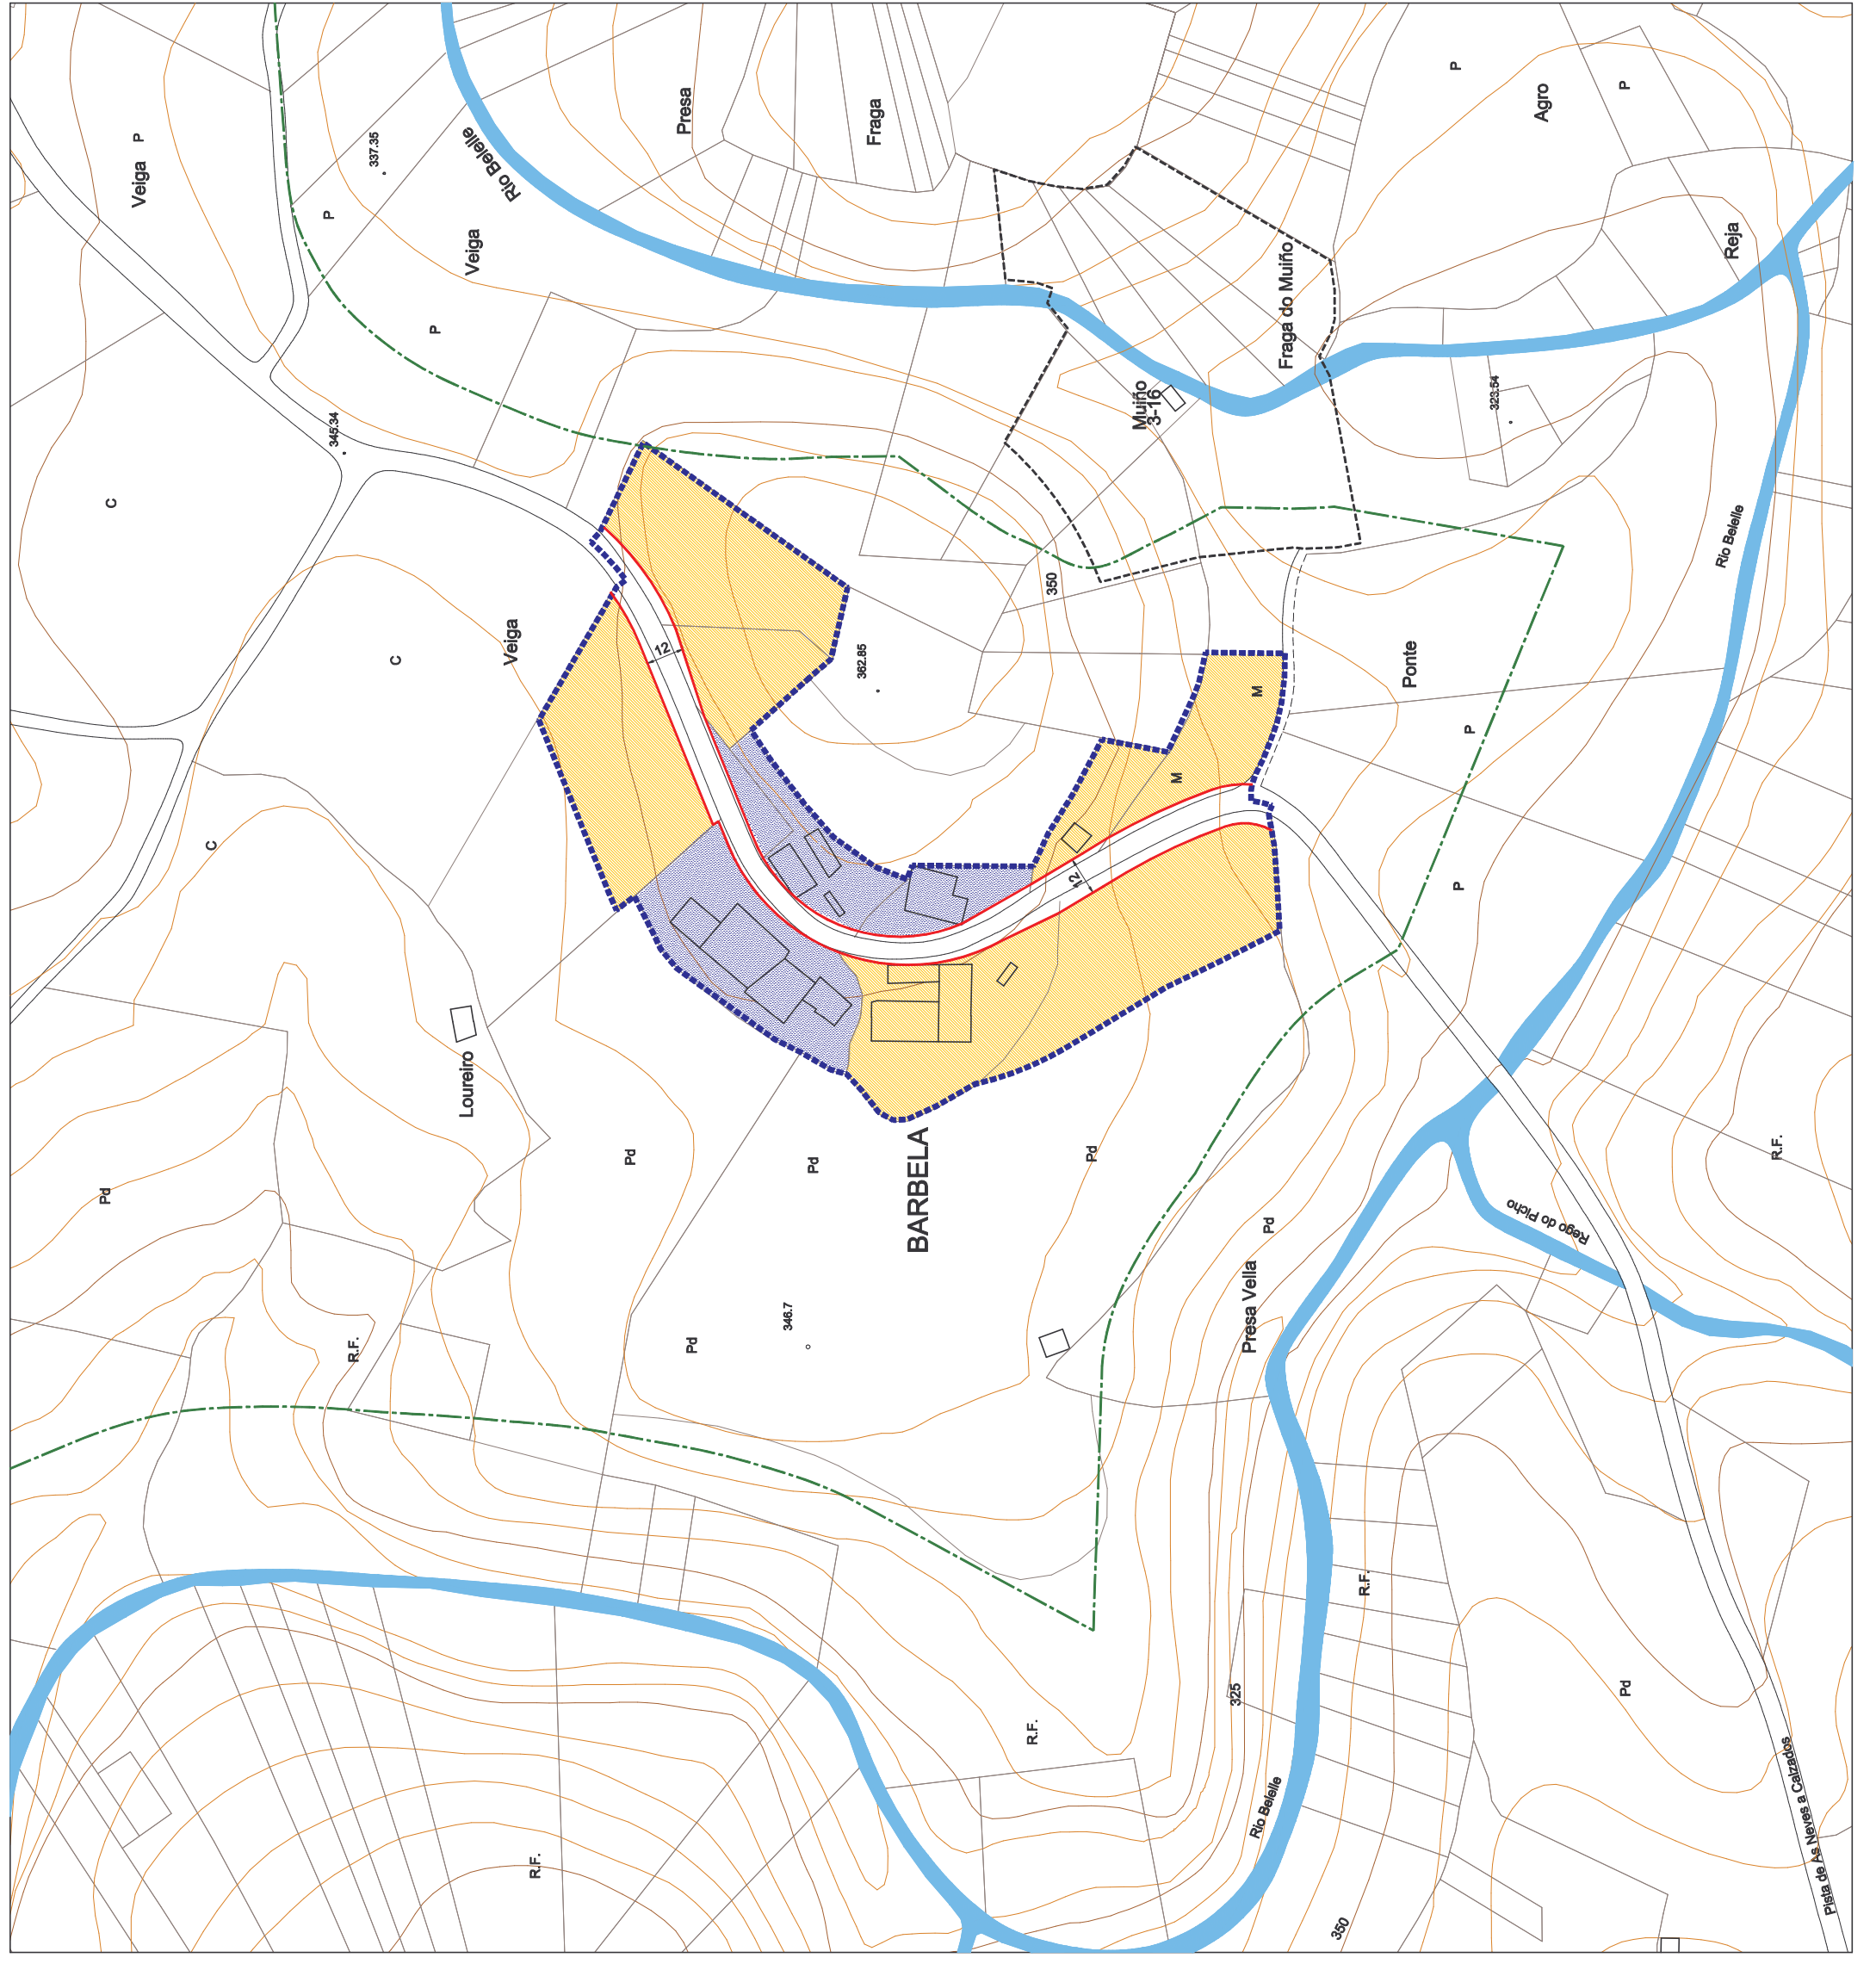 Veiga
P
337.35
P
Rio Belelle
Presa
Fraga
P
Agro
P
Veiga
P
Fraga do Muiño
Reja
345.34
Muiño
3-16
323.54
C
C
Veiga
350
362.85
Ponte
Rio Belelle
12
M
M
P
C
12
P
Loureiro
Pd
Pd
Pd
BARBELA
Pd
Pd
R.F.
Rego do Picho
Presa Vella
346.7
Pd
R.F.
R.F.
325
Pd
R.F.
R.F.
Rio Belelle
350
Pista de As Neves a Calzados